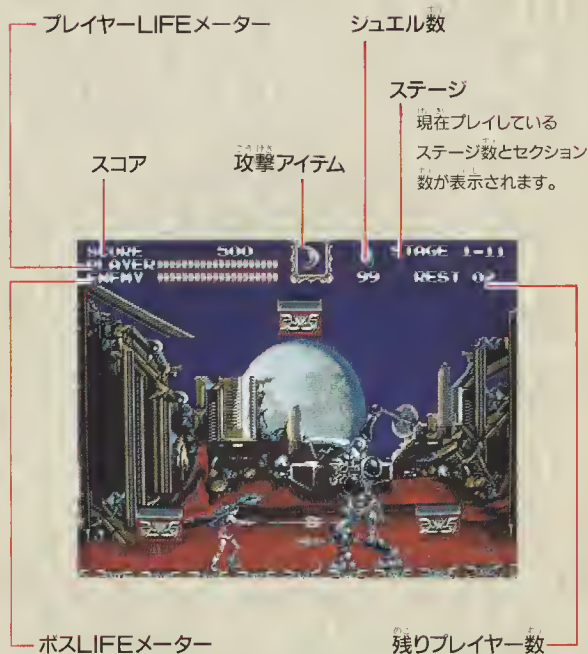 プレイヤーLIFEメーター
ジュエル数
ステージ
現在プレイしている
ステージ数とセクション
数が表示されます。
スコア
攻撃アイテム
SCORE 500 STAGE 1-11
PLAYER
ENEMY 99 REST 02
ボスLIFEメーター
残りプレイヤー数